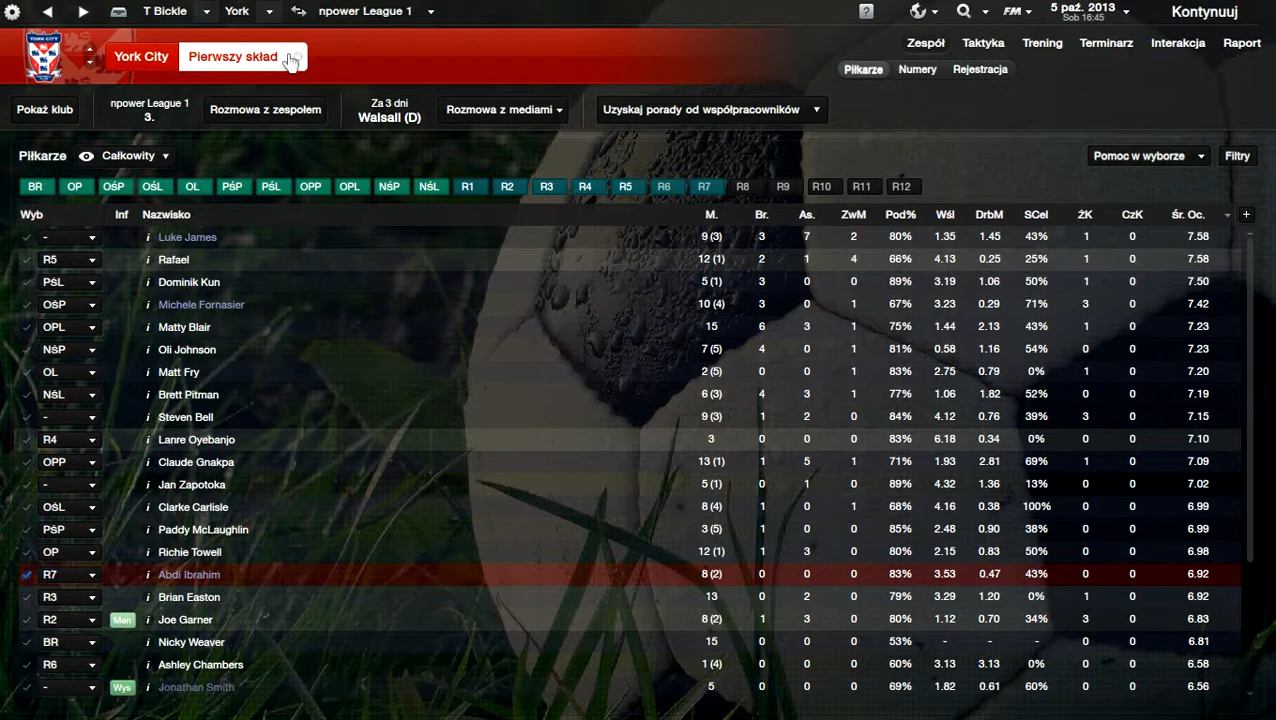 T Bickle York npower League 1 ? FM 5 paź. 2013 Sob 16:45 Kontynuuj
YORK CITY York City Pierwszy skład Zespół Taktyka Trening Terminarz Interakcja Raport
Piłkarze Numery Rejestracja
Pokaż klub npower League 1 3. Rozmowa z zespołem Za 3 dni Walsall (D) Rozmowa z mediami Uzyskaj porady od współpracowników
Piłkarze Całkowity Pomoc w wyborze Filtry
BR OP OŚP OŚL OL PŚP PŚL OPP OPL NŚP NŚL R1 R2 R3 R4 R5 R6 R7 R8 R9 R10 R11 R12
Wyb Inf Nazwisko M. Br. As. ZwM Pod% Wśl DrbM SCel ŻK CzK Śr. Oc. +
- i Luke James 9 (3) 3 7 2 80% 1.35 1.45 43% 1 0 7.58
R5 i Rafael 12 (1) 2 1 4 66% 4.13 0.25 25% 1 0 7.58
PŚL i Dominik Kun 5 (1) 3 0 0 89% 3.19 1.06 50% 1 0 7.50
OŚP i Michele Fornasier 10 (4) 3 0 1 67% 3.23 0.29 71% 3 0 7.42
OPL i Matty Blair 15 6 3 1 75% 1.44 2.13 43% 1 0 7.23
NŚP i Oli Johnson 7 (5) 4 0 1 81% 0.58 1.16 54% 0 0 7.23
OL i Matt Fry 2 (5) 0 0 0 83% 2.75 0.79 0% 1 0 7.20
NŚL i Brett Pitman 6 (3) 4 3 1 77% 1.06 1.82 52% 0 0 7.19
- i Steven Bell 9 (3) 1 2 0 84% 4.12 0.76 39% 3 0 7.15
R4 i Lanre Oyebanjo 3 0 0 0 83% 6.18 0.34 0% 0 0 7.10
OPP i Claude Gnakpa 13 (1) 1 5 1 71% 1.93 2.81 69% 1 0 7.09
- i Jan Zapotoka 5 (1) 0 1 0 89% 4.32 1.36 13% 0 0 7.02
OŚL i Clarke Carlisle 8 (4) 1 0 1 68% 4.16 0.38 100% 0 0 6.99
PŚP i Paddy McLaughlin 3 (5) 1 0 0 85% 2.48 0.90 38% 0 0 6.99
OP i Richie Towell 12 (1) 1 3 0 80% 2.15 0.83 50% 0 0 6.98
R7 i Abdi Ibrahim 8 (2) 0 0 0 83% 3.53 0.47 43% 0 0 6.92
R3 i Brian Easton 13 0 2 0 79% 3.29 1.20 0% 1 0 6.92
R2 Men i Joe Garner 8 (2) 1 3 0 80% 1.12 0.70 34% 3 0 6.83
BR i Nicky Weaver 15 0 0 0 53% - - - 0 0 6.81
R6 i Ashley Chambers 1 (4) 0 0 0 60% 3.13 3.13 0% 0 0 6.58
- Wys i Jonathan Smith 5 0 0 0 69% 1.82 0.61 60% 0 0 6.56